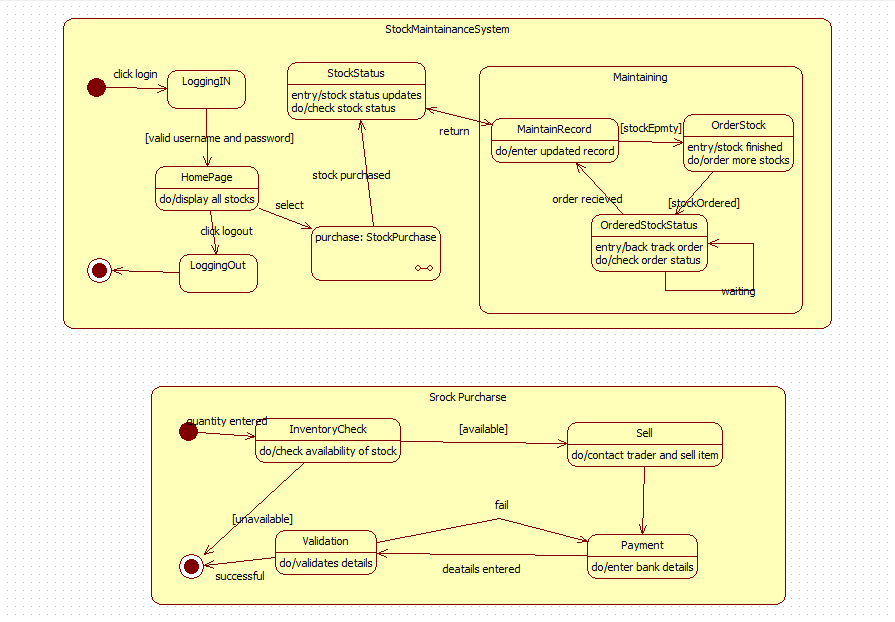 StockMaintainanceSystem
click login
LoggingIN
[valid username and password]
HomePage
do/display all stocks
click logout
LoggingOut
select
StockStatus
entry/stock status updates
do/check stock status
stock purchased
purchase: StockPurchase
return
Maintaining
MaintainRecord
do/enter updated record
[stockEpmty]
OrderStock
entry/stock finished
do/order more stocks
order recieved
[stockOrdered]
OrderedStockStatus
entry/back track order
do/check order status
waiting
Srock Purcharse
quantity entered
InventoryCheck
do/check availability of stock
[available]
Sell
do/contact trader and sell item
[unavailable]
fail
Validation
do/validates details
Payment
do/enter bank details
deatails entered
successful